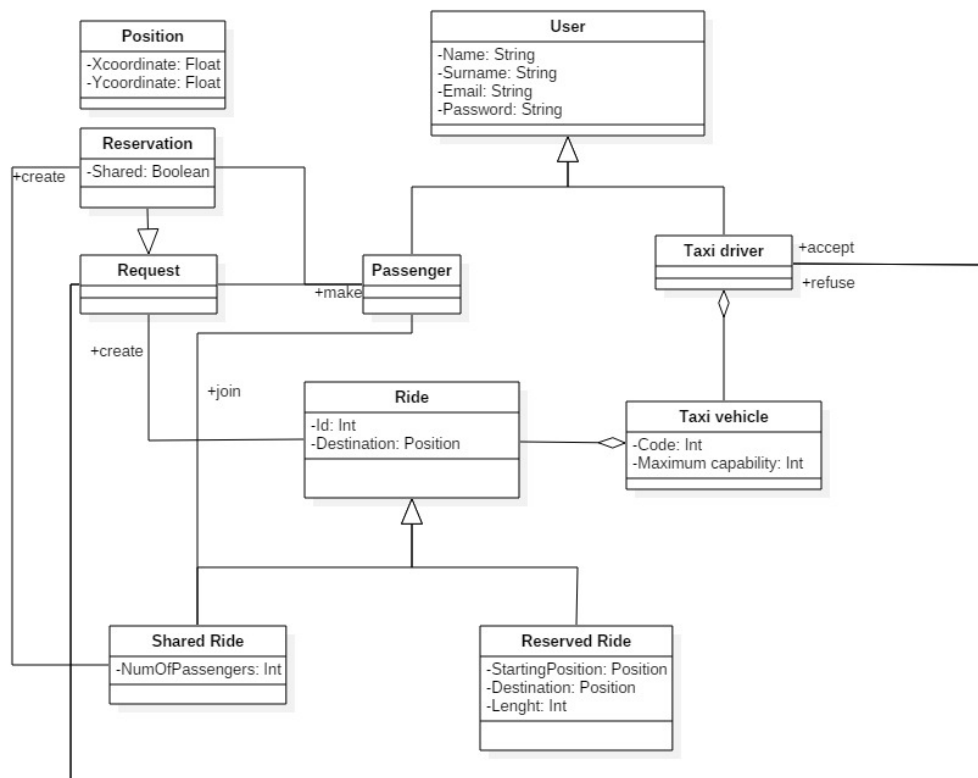 Position
-Xcoordinate: Float
-Ycoordinate: Float
User
-Name: String
-Surname: String
-Email: String
-Password: String
Reservation
-Shared: Boolean
+create
Request
Passenger
+make
Taxi driver
+accept
+refuse
+create
+join
Ride
-Id: Int
-Destination: Position
Taxi vehicle
-Code: Int
-Maximum capability: Int
Shared Ride
-NumOfPassengers: Int
Reserved Ride
-StartingPosition: Position
-Destination: Position
-Lenght: Int